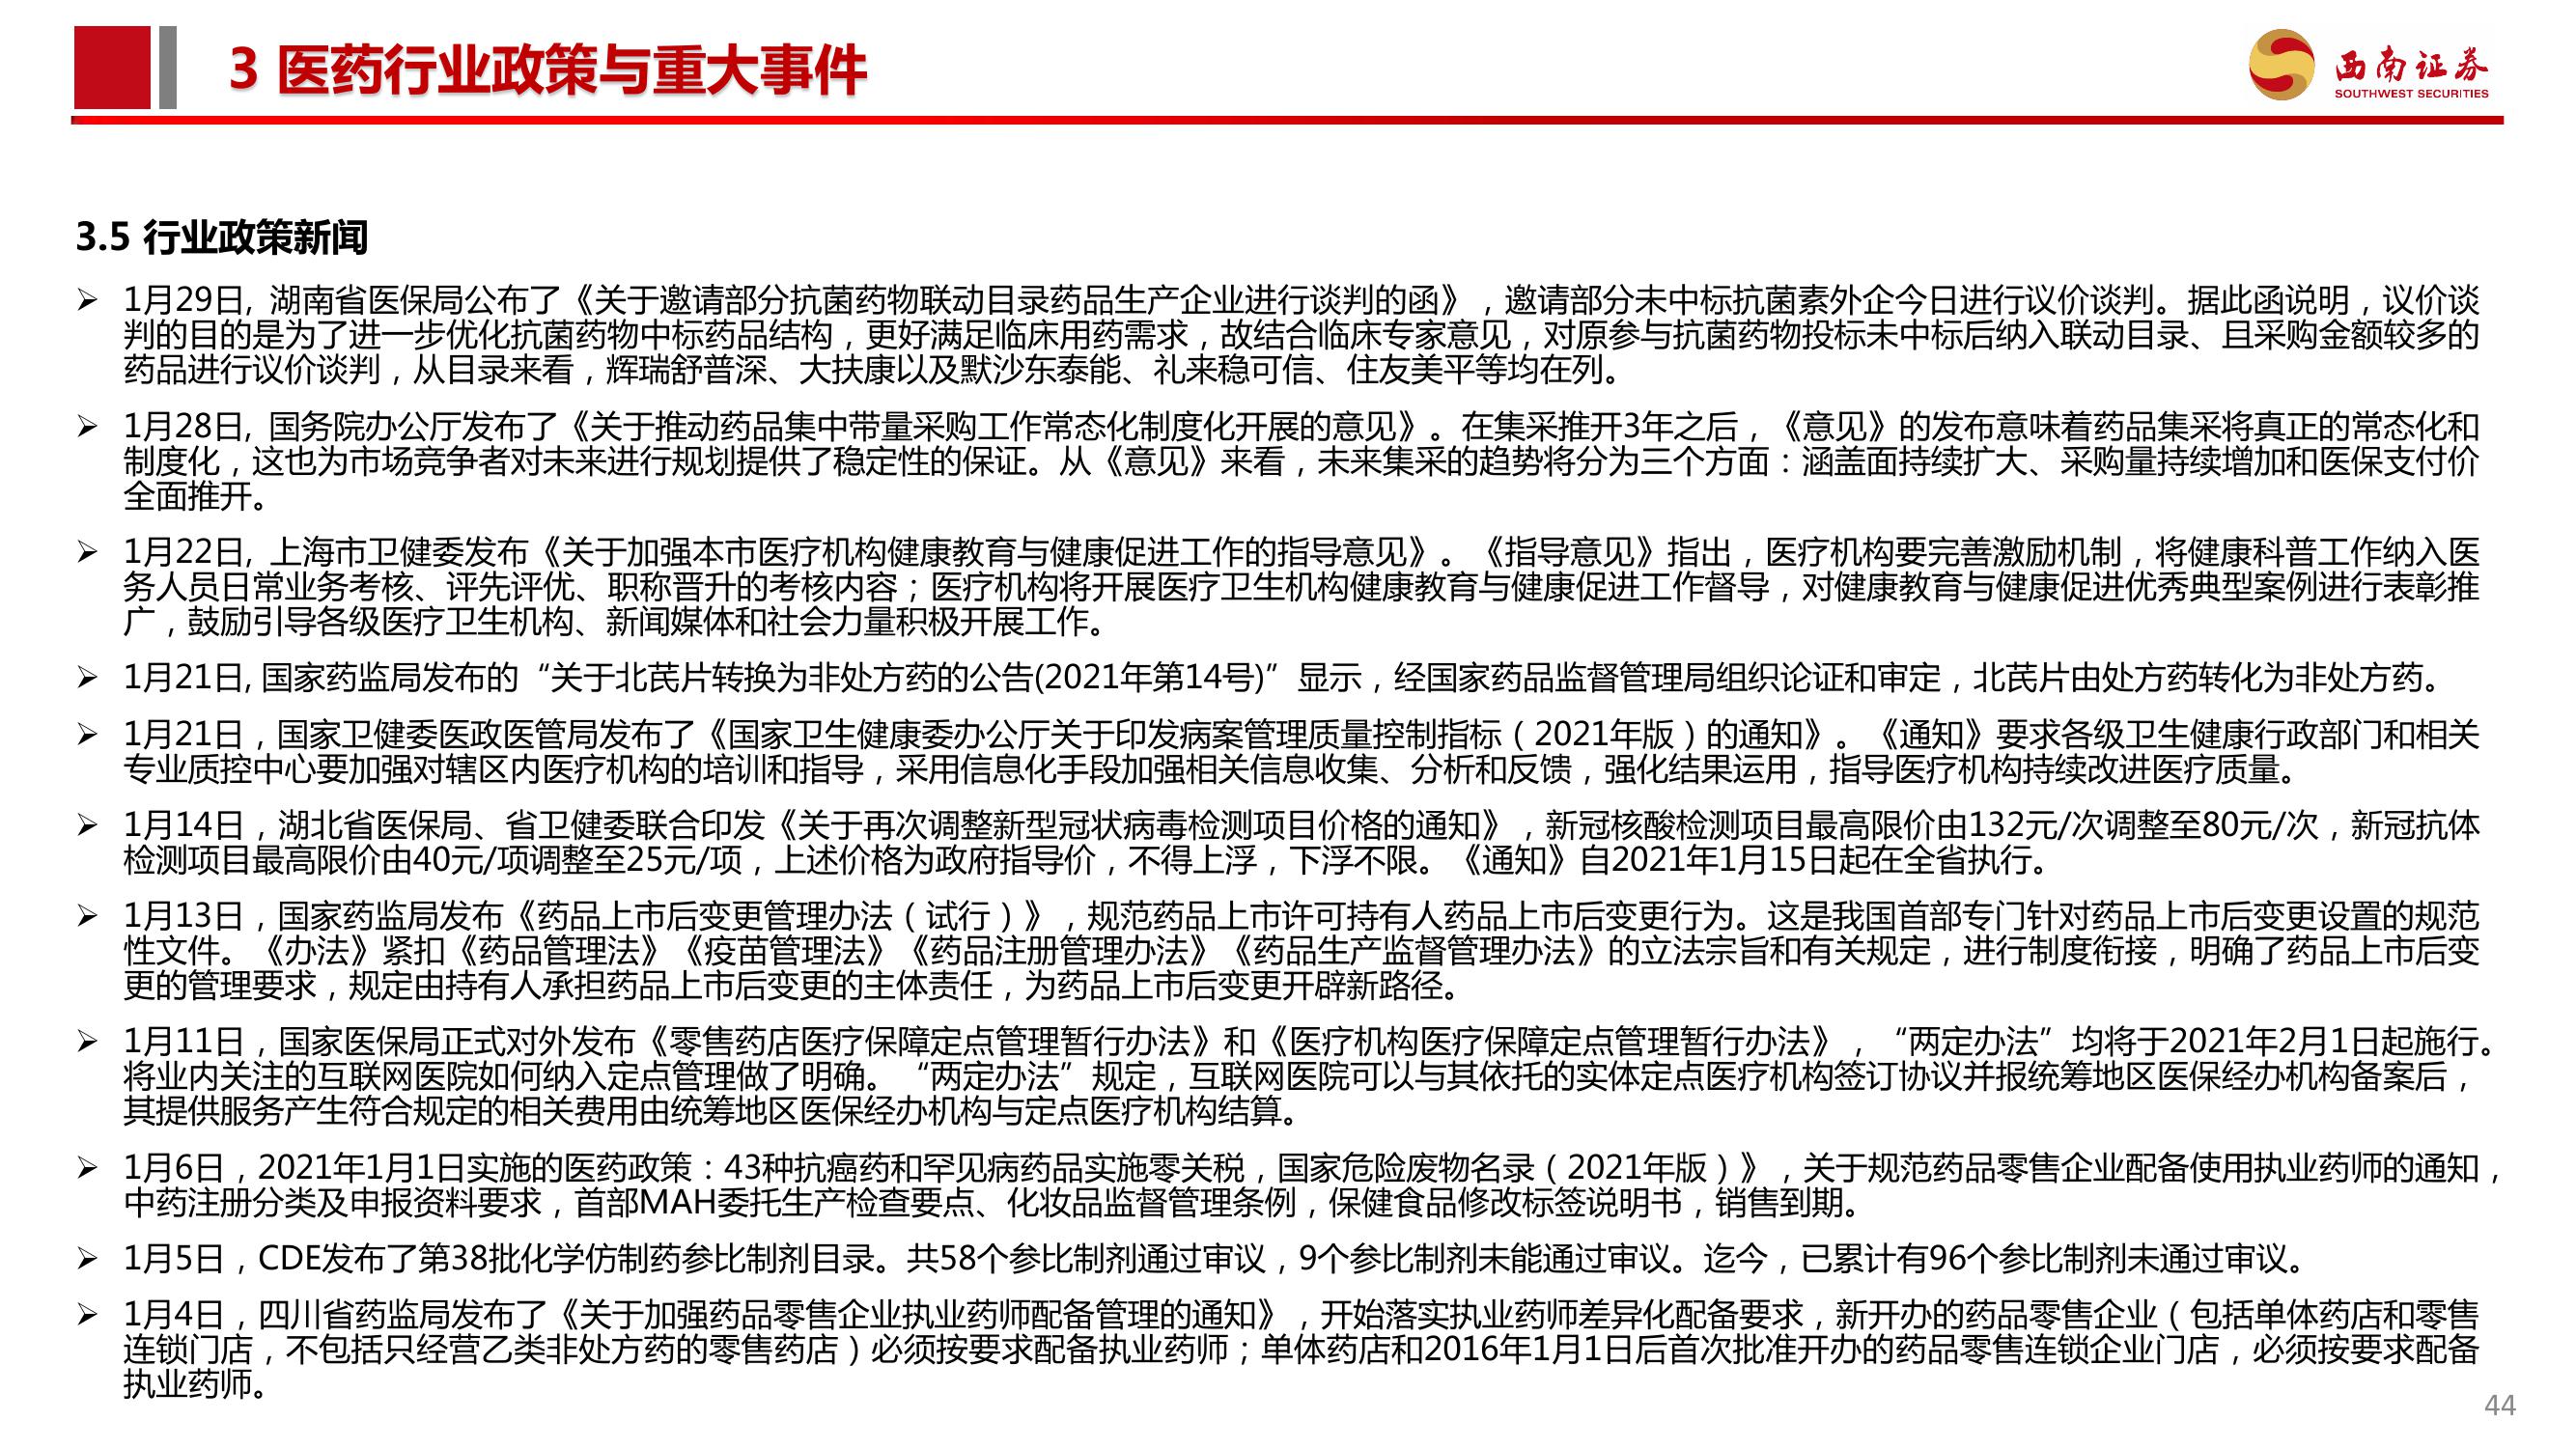 3 医药行业政策与重大事件
西南证券
SOUTHWEST SECURITIES
3.5 行业政策新闻
➢ 1月29日, 湖南省医保局公布了《关于邀请部分抗菌药物联动目录药品生产企业进行谈判的函》，邀请部分未中标抗菌素外企今日进行议价谈判。据此函说明，议价谈
判的目的是为了进一步优化抗菌药物中标药品结构，更好满足临床用药需求，故结合临床专家意见，对原参与抗菌药物投标未中标后纳入联动目录、且采购金额较多的
药品进行议价谈判，从目录来看，辉瑞舒普深、大扶康以及默沙东泰能、礼来稳可信、住友美平等均在列。
➢ 1月28日, 国务院办公厅发布了《关于推动药品集中带量采购工作常态化制度化开展的意见》。在集采推开3年之后，《意见》的发布意味着药品集采将真正的常态化和
制度化，这也为市场竞争者对未来进行规划提供了稳定性的保证。从《意见》来看，未来集采的趋势将分为三个方面：涵盖面持续扩大、采购量持续增加和医保支付价
全面推开。
➢ 1月22日, 上海市卫健委发布《关于加强本市医疗机构健康教育与健康促进工作的指导意见》。《指导意见》指出，医疗机构要完善激励机制，将健康科普工作纳入医
务人员日常业务考核、评先评优、职称晋升的考核内容；医疗机构将开展医疗卫生机构健康教育与健康促进工作督导，对健康教育与健康促进优秀典型案例进行表彰推
广，鼓励引导各级医疗卫生机构、新闻媒体和社会力量积极开展工作。
➢ 1月21日, 国家药监局发布的“关于北芪片转换为非处方药的公告(2021年第14号)”显示，经国家药品监督管理局组织论证和审定，北芪片由处方药转化为非处方药。
➢ 1月21日，国家卫健委医政医管局发布了《国家卫生健康委办公厅关于印发病案管理质量控制指标（2021年版）的通知》。《通知》要求各级卫生健康行政部门和相关
专业质控中心要加强对辖区内医疗机构的培训和指导，采用信息化手段加强相关信息收集、分析和反馈，强化结果运用，指导医疗机构持续改进医疗质量。
➢ 1月14日，湖北省医保局、省卫健委联合印发《关于再次调整新型冠状病毒检测项目价格的通知》，新冠核酸检测项目最高限价由132元/次调整至80元/次，新冠抗体
检测项目最高限价由40元/项调整至25元/项，上述价格为政府指导价，不得上浮，下浮不限。《通知》自2021年1月15日起在全省执行。
➢ 1月13日，国家药监局发布《药品上市后变更管理办法（试行）》，规范药品上市许可持有人药品上市后变更行为。这是我国首部专门针对药品上市后变更设置的规范
性文件。《办法》紧扣《药品管理法》《疫苗管理法》《药品注册管理办法》《药品生产监督管理办法》的立法宗旨和有关规定，进行制度衔接，明确了药品上市后变
更的管理要求，规定由持有人承担药品上市后变更的主体责任，为药品上市后变更开辟新路径。
➢ 1月11日，国家医保局正式对外发布《零售药店医疗保障定点管理暂行办法》和《医疗机构医疗保障定点管理暂行办法》，“两定办法”均将于2021年2月1日起施行。
将业内关注的互联网医院如何纳入定点管理做了明确。“两定办法”规定，互联网医院可以与其依托的实体定点医疗机构签订协议并报统筹地区医保经办机构备案后，
其提供服务产生符合规定的相关费用由统筹地区医保经办机构与定点医疗机构结算。
➢ 1月6日，2021年1月1日实施的医药政策：43种抗癌药和罕见病药品实施零关税，国家危险废物名录（2021年版）》，关于规范药品零售企业配备使用执业药师的通知，
中药注册分类及申报资料要求，首部MAH委托生产检查要点、化妆品监督管理条例，保健食品修改标签说明书，销售到期。
➢ 1月5日，CDE发布了第38批化学仿制药参比制剂目录。共58个参比制剂通过审议，9个参比制剂未能通过审议。迄今，已累计有96个参比制剂未通过审议。
➢ 1月4日，四川省药监局发布了《关于加强药品零售企业执业药师配备管理的通知》，开始落实执业药师差异化配备要求，新开办的药品零售企业（包括单体药店和零售
连锁门店，不包括只经营乙类非处方药的零售药店）必须按要求配备执业药师；单体药店和2016年1月1日后首次批准开办的药品零售连锁企业门店，必须按要求配备
执业药师。
44